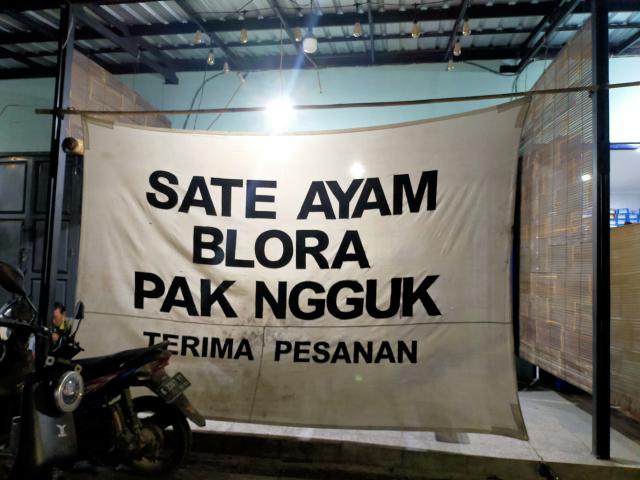 SATE AYAM
BLORA
PAK NGGUK
TERIMA PESANAN